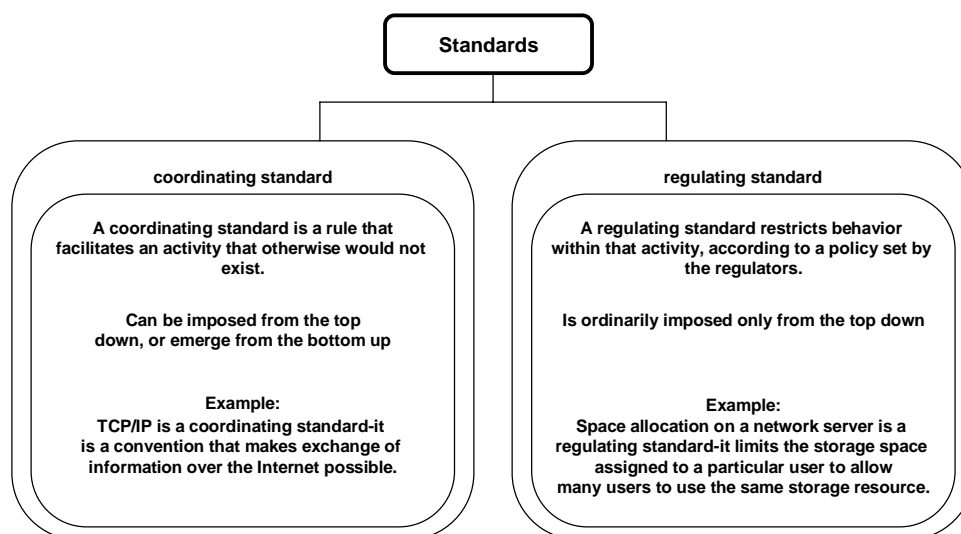 Standards
coordinating standard
A coordinating standard is a rule that
facilitates an activity that otherwise would not
exist.
Can be imposed from the top
down, or emerge from the bottom up
Example:
TCP/IP is a coordinating standard-it
is a convention that makes exchange of
information over the Internet possible.
regulating standard
A regulating standard restricts behavior
within that activity, according to a policy set by
the regulators.
Is ordinarily imposed only from the top down
Example:
Space allocation on a network server is a
regulating standard-it limits the storage space
assigned to a particular user to allow
many users to use the same storage resource.